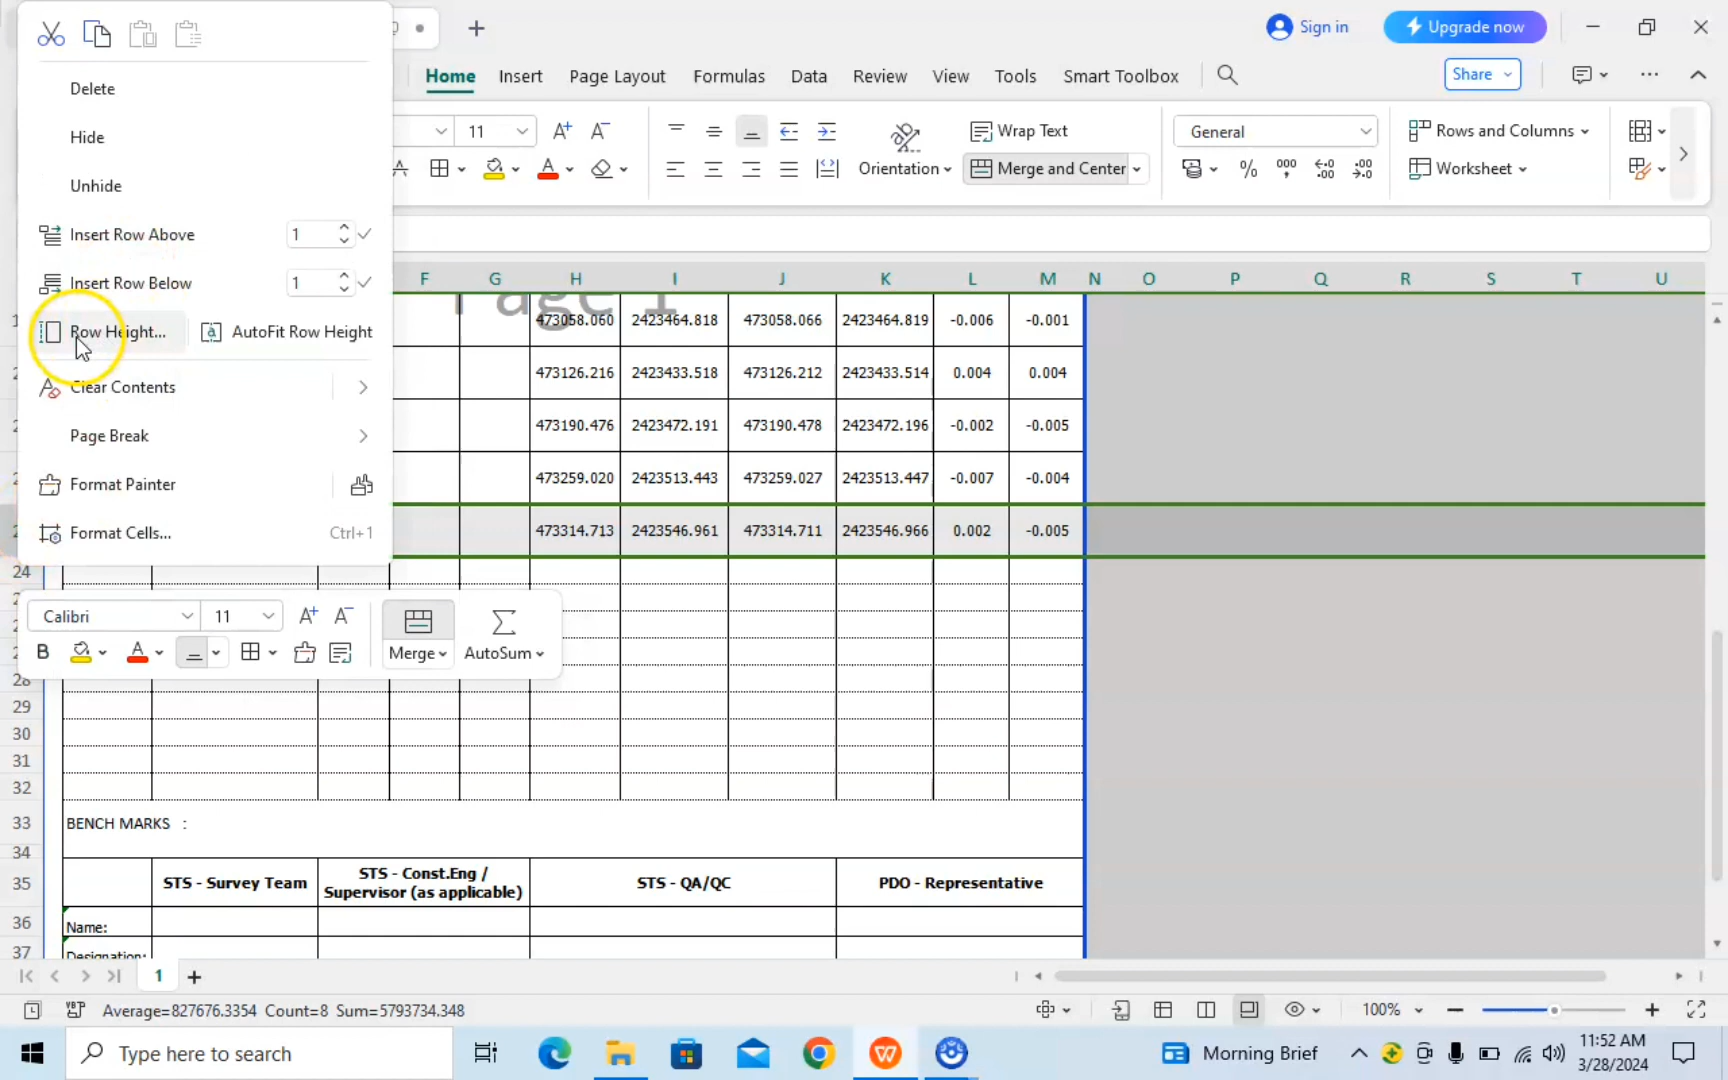 Sign in
Upgrade now
Home Insert Page Layout Formulas Data Review View Tools Smart Toolbox
Share
11 A+ A−
Wrap Text
General
Rows and Columns
Orientation
Merge and Center
Worksheet
Delete
Hide
Unhide
Insert Row Above 1
Insert Row Below 1
Row Height... AutoFit Row Height
Clear Contents
Page Break
Format Painter
Format Cells... Ctrl+1
F G H I J K L M N O P Q R S T U
Page 1
473058.060 2423464.818 473058.066 2423464.819 -0.006 -0.001
473126.216 2423433.518 473126.212 2423433.514 0.004 0.004
473190.476 2423472.191 473190.478 2423472.196 -0.002 -0.005
473259.020 2423513.443 473259.027 2423513.447 -0.007 -0.004
473314.713 2423546.961 473314.711 2423546.966 0.002 -0.005
24
Calibri 11 A+ A−
B A Merge AutoSum
28
29
30
31
32
33 BENCH MARKS :
34
35 STS - Survey Team STS - Const.Eng / Supervisor (as applicable) STS - QA/QC PDO - Representative
36 Name:
37 Designation:
1
Average=827676.3354 Count=8 Sum=5793734.348
100%
Type here to search
Morning Brief
11:52 AM
3/28/2024